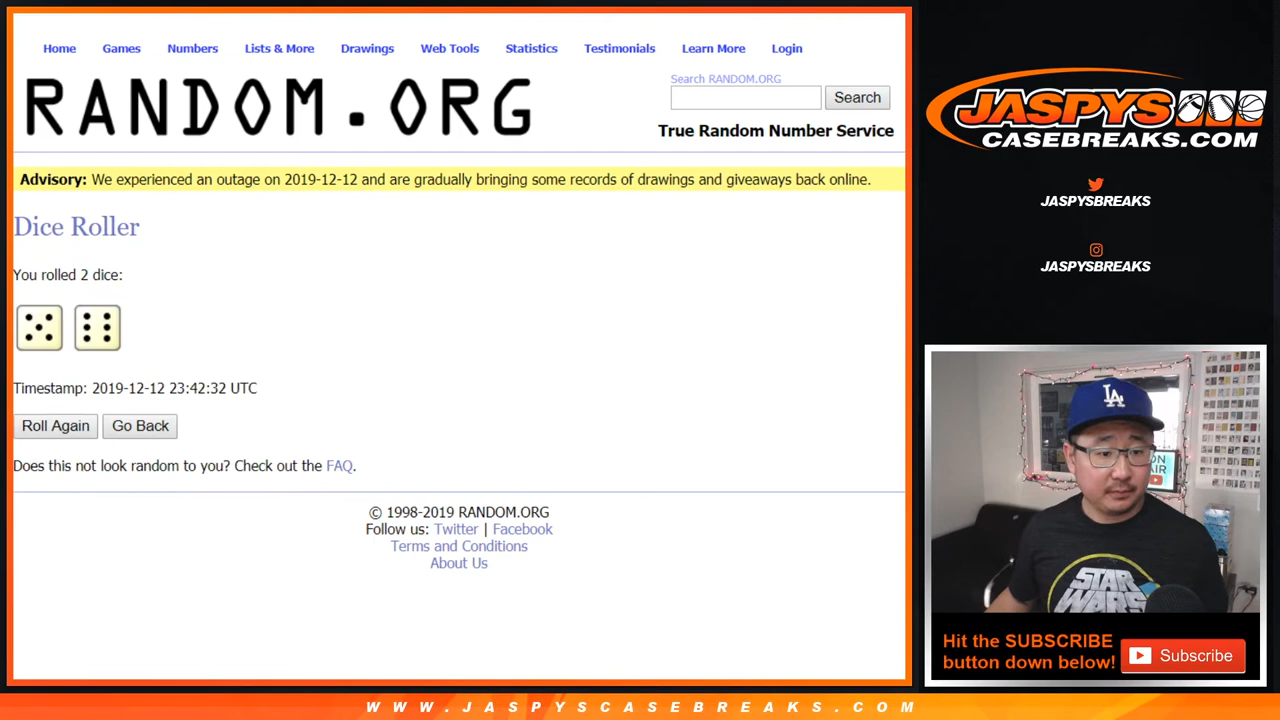 Home Games Numbers Lists & More Drawings Web Tools Statistics Testimonials Learn More Login
RANDOM.ORG
Search RANDOM.ORG
Search
True Random Number Service
Advisory: We experienced an outage on 2019-12-12 and are gradually bringing some records of drawings and giveaways back online.
Dice Roller
You rolled 2 dice:
Timestamp: 2019-12-12 23:42:32 UTC
Roll Again Go Back
Does this not look random to you? Check out the FAQ.
© 1998-2019 RANDOM.ORG
Follow us: Twitter | Facebook
Terms and Conditions
About Us
JASPYS
CASEBREAKS.COM
JASPYSBREAKS
JASPYSBREAKS
LA
ON
AIR
STAR
WARS
Hit the SUBSCRIBE
button down below!
Subscribe
WWW.JASPYSCASEBREAKS.COM